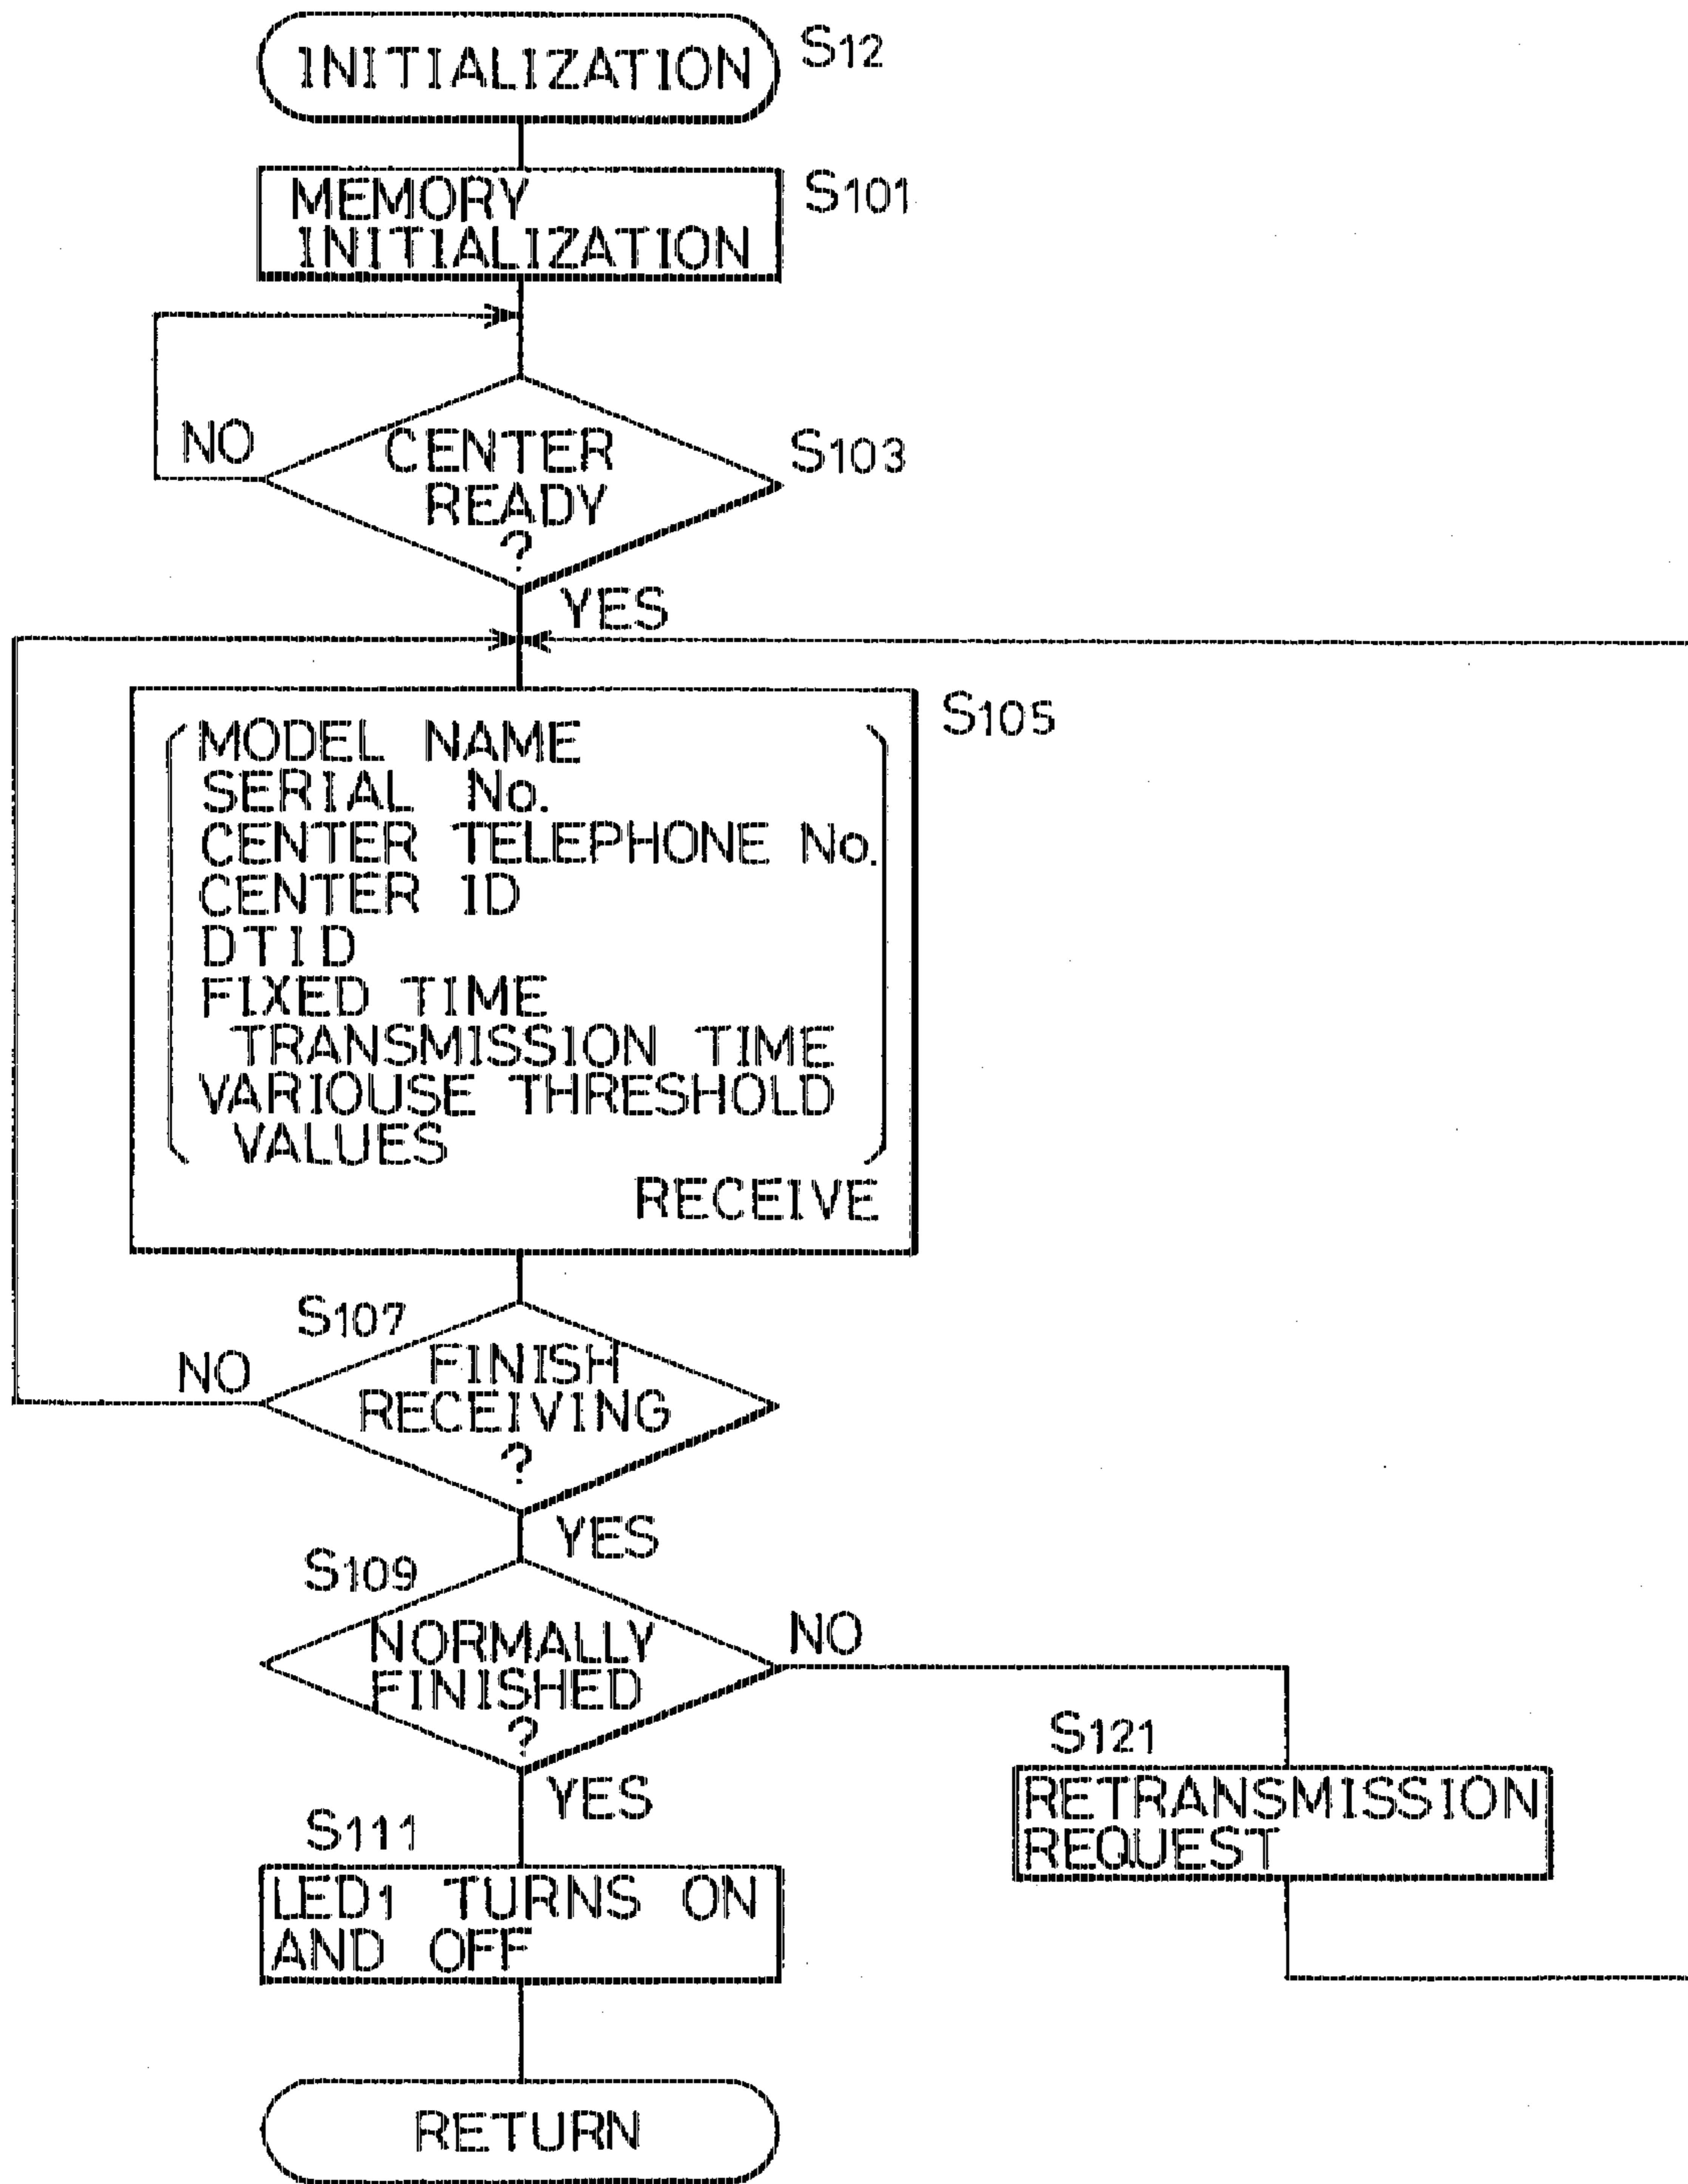 INITIALIZATION
S12
MEMORY
INITIALIZATION
S101
NO
CENTER
READY
?
S103
YES
S105
MODEL NAME
SERIAL No.
CENTER TELEPHONE No.
CENTER ID
DTID
FIXED TIME
TRANSMISSION TIME
VARIOUSE THRESHOLD
VALUES
RECEIVE
S107
NO
FINISH
RECEIVING
?
YES
S109
NORMALLY
FINISHED
?
NO
YES
S121
RETRANSMISSION
REQUEST
S111
LED1 TURNS ON
AND OFF
RETURN